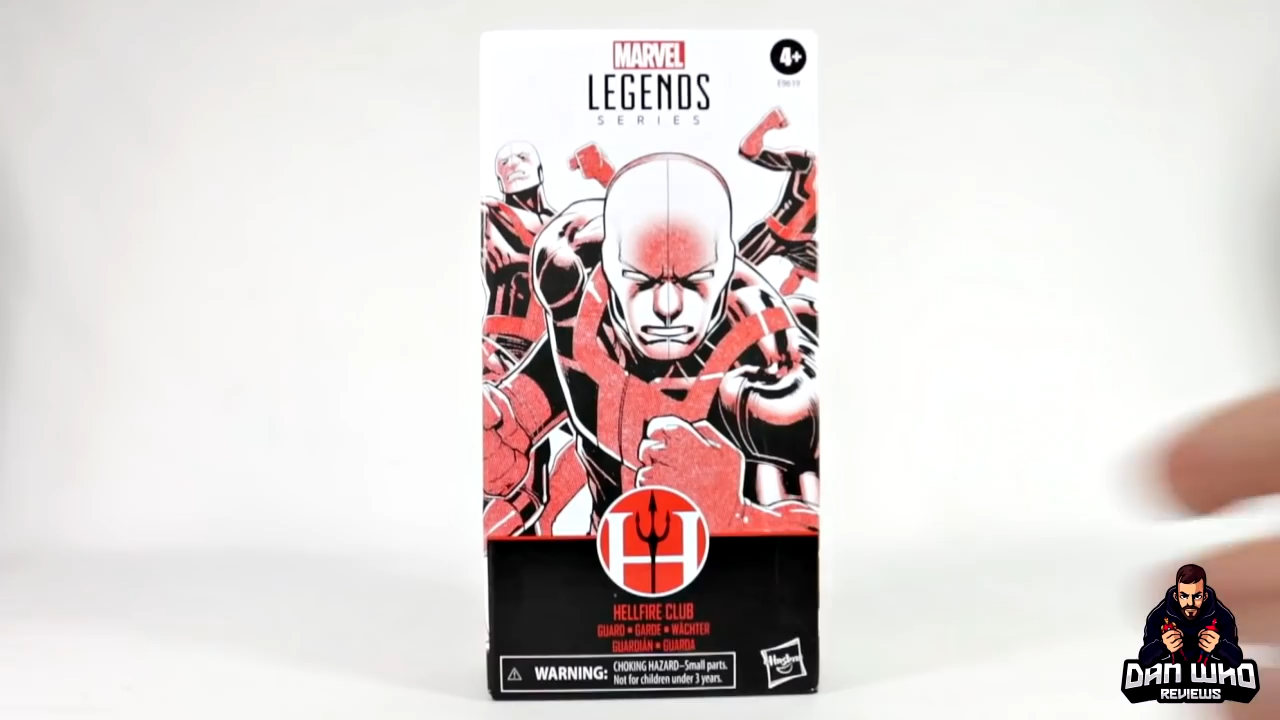 MARVEL
LEGENDS
SERIES
4+
E9619
HELLFIRE CLUB
GUARD ▪ GARDE ▪ WÄCHTER
GUARDIÁN ▪ GUARDA
WARNING: CHOKING HAZARD–Small parts.
Not for children under 3 years.
Hasbro
DAN WHO
REVIEWS